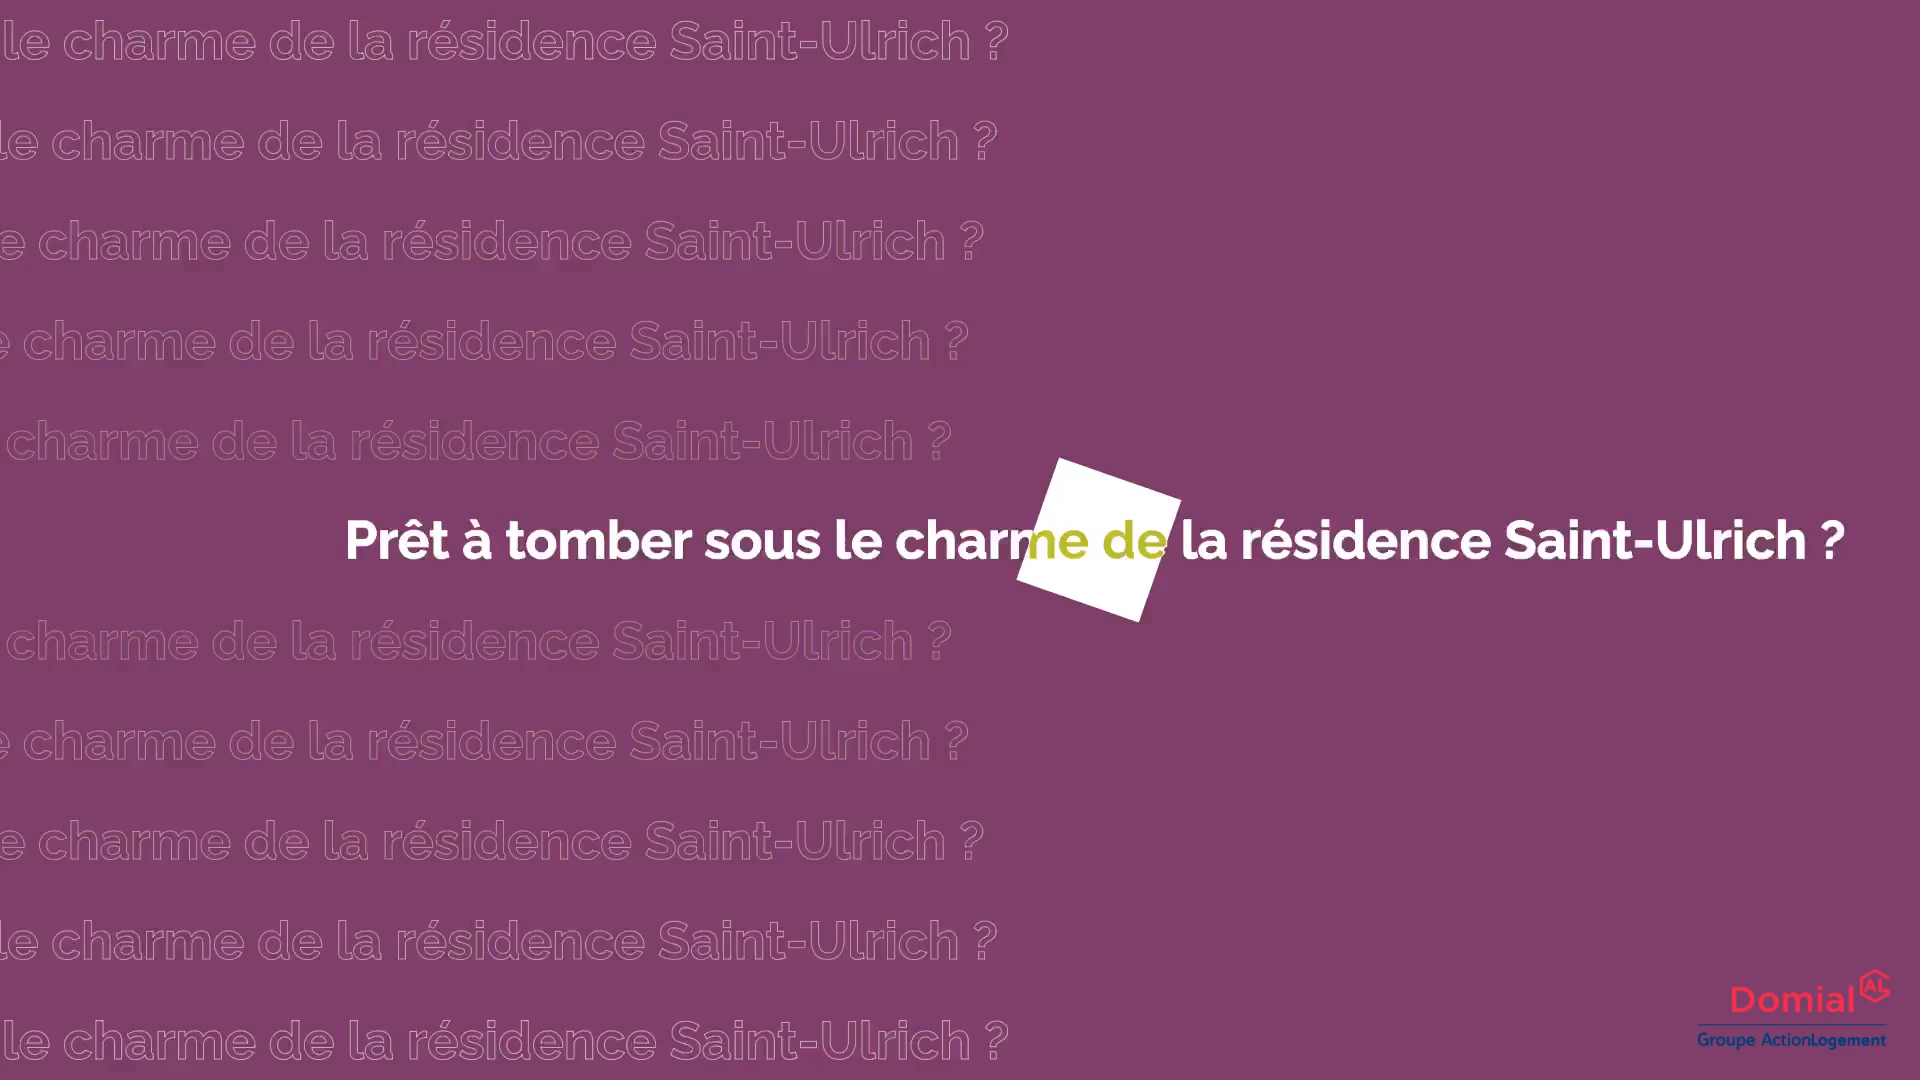 le charme de la résidence Saint-Ulrich ?
le charme de la résidence Saint-Ulrich ?
e charme de la résidence Saint-Ulrich ?
e charme de la résidence Saint-Ulrich ?
charme de la résidence Saint-Ulrich ?
Prêt à tomber sous le charme de la résidence Saint-Ulrich ?
charme de la résidence Saint-Ulrich ?
e charme de la résidence Saint-Ulrich ?
e charme de la résidence Saint-Ulrich ?
le charme de la résidence Saint-Ulrich ?
Domial AL
Groupe ActionLogement
le charme de la résidence Saint-Ulrich ?